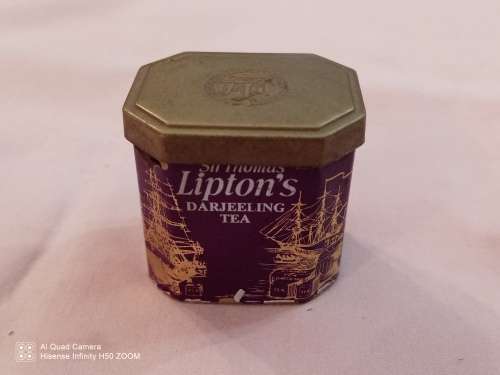 Sir Thomas
Lipton's
DARJEELING
TEA
AI Quad Camera
Hisense Infinity H50 ZOOM